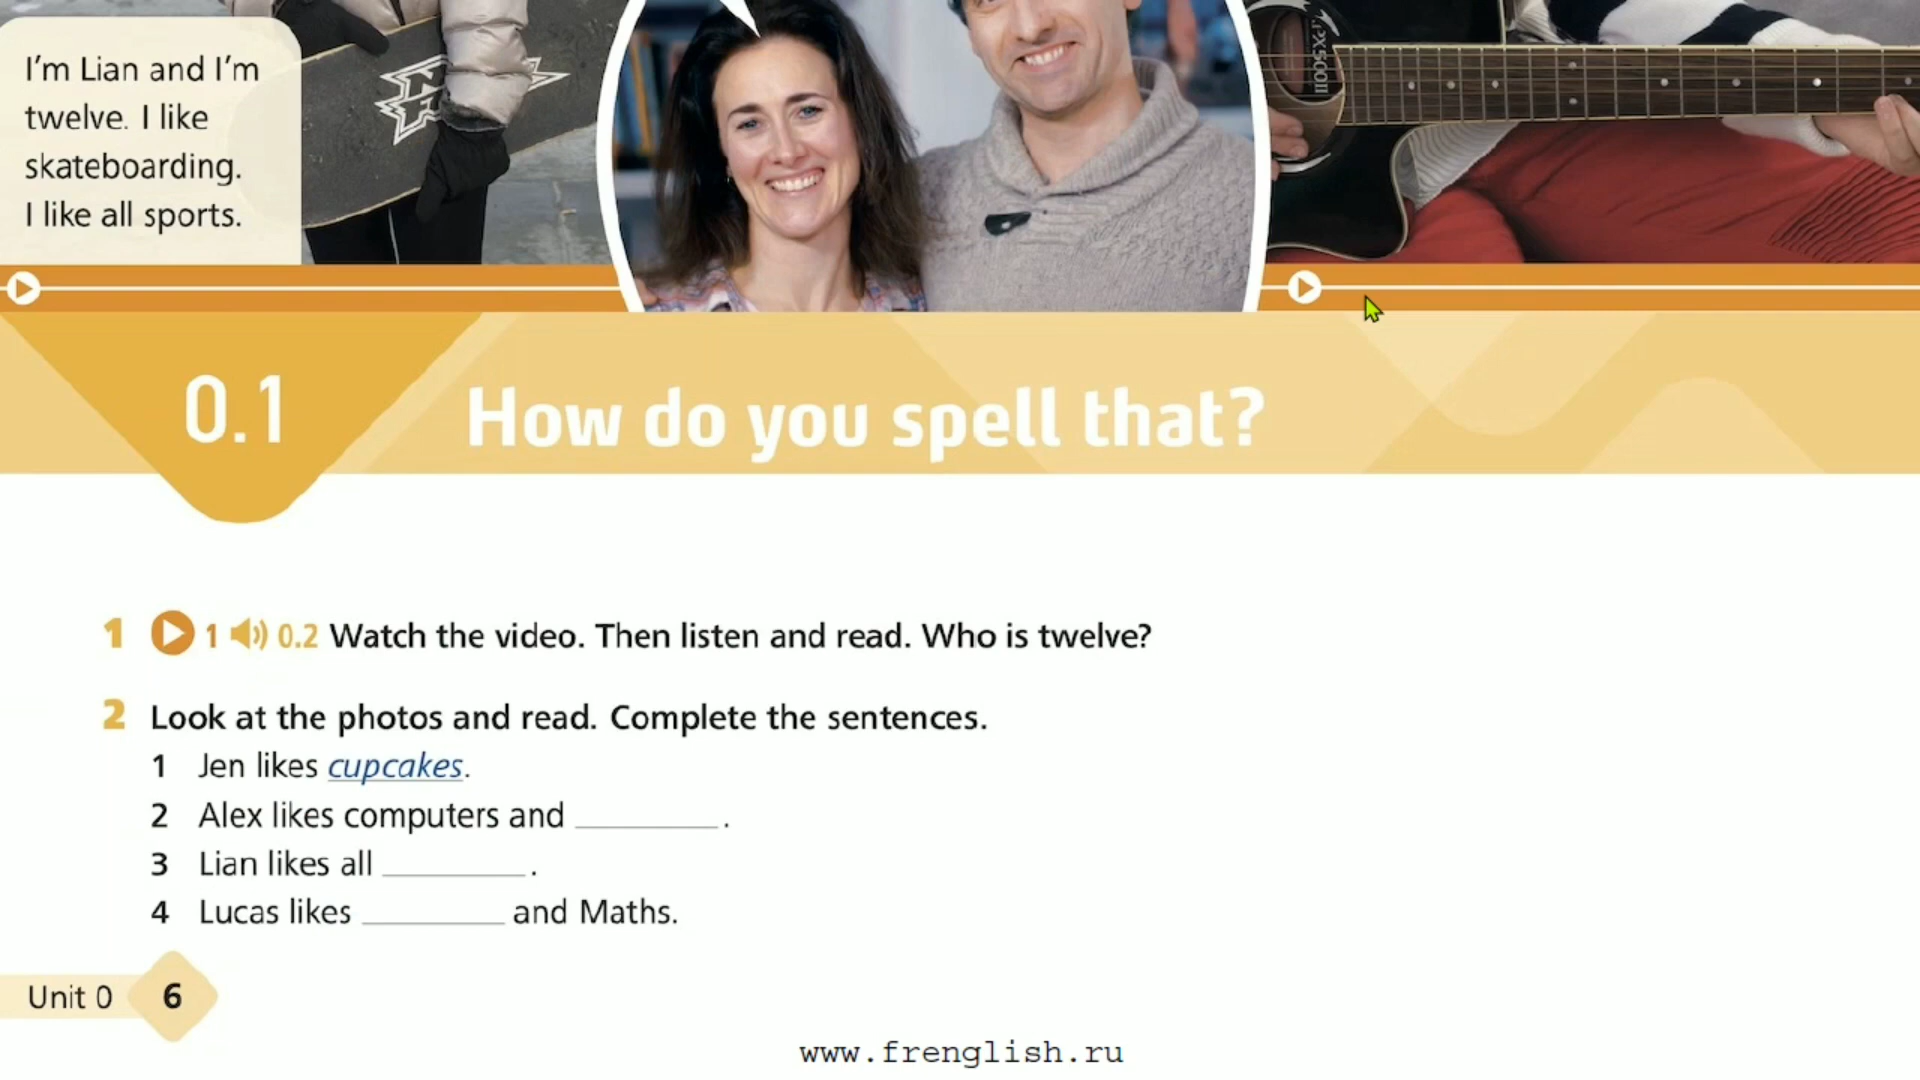 I'm Lian and I'm
twelve. I like
skateboarding.
I like all sports.
0.1
How do you spell that?
1 1 0.2 Watch the video. Then listen and read. Who is twelve?
2 Look at the photos and read. Complete the sentences.
1 Jen likes cupcakes.
2 Alex likes computers and ________ .
3 Lian likes all ________ .
4 Lucas likes ________ and Maths.
Unit 0 6
www.frenglish.ru